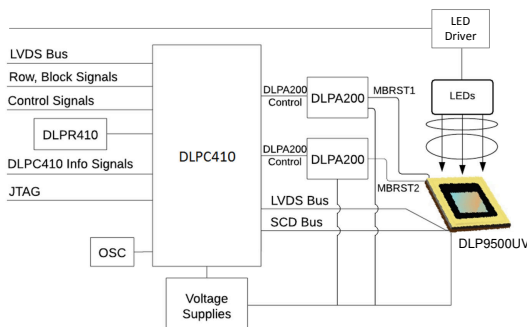 LED
Driver
LVDS Bus
Row, Block Signals
Control Signals
DLPR410
DLPC410 Info Signals
JTAG
OSC
DLPC410
DLPA200
Control
DLPA200
MBRST1
LEDs
DLPA200
Control
DLPA200
MBRST2
LVDS Bus
SCD Bus
DLP9500UV
Voltage
Supplies